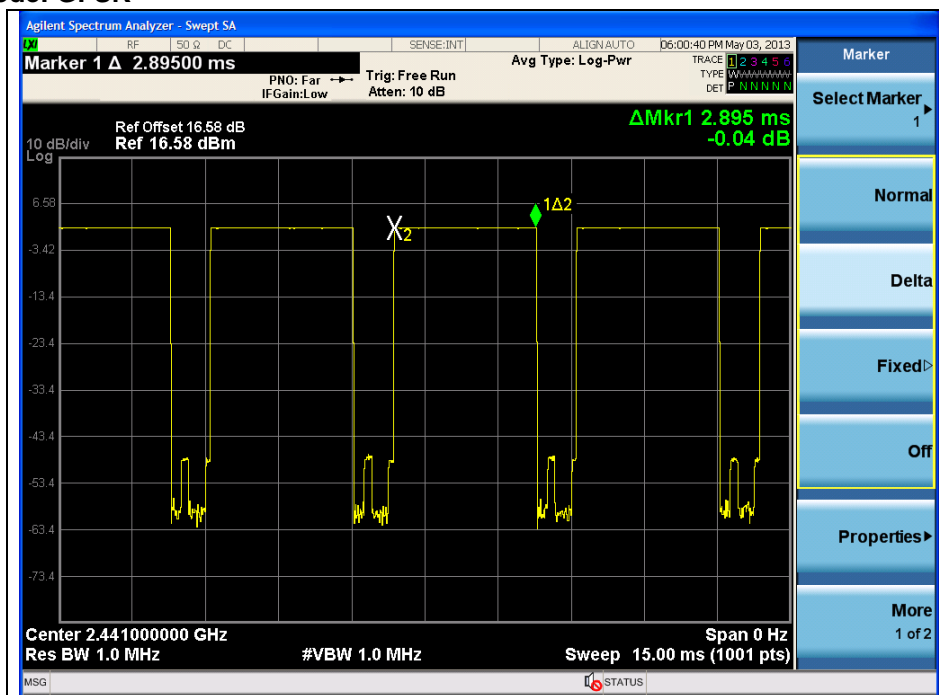 Agilent Spectrum Analyzer - Swept SA
LXI RF 50 Ω DC SENSE:INT ALIGN AUTO 06:00:40 PM May 03, 2013
Marker 1 Δ 2.89500 ms
PNO: Far
IFGain:Low
Trig: Free Run
Atten: 10 dB
Avg Type: Log-Pwr
TRACE 1 2 3 4 5 6
TYPE WWWWWW
DET P N N N N N
Marker
Select Marker
1
Normal
Delta
Fixed
Off
Properties
More
1 of 2
ΔMkr1 2.895 ms
-0.04 dB
Ref Offset 16.58 dB
10 dB/div Ref 16.58 dBm
Log
6.58
-3.42
-13.4
-23.4
-33.4
-43.4
-53.4
-63.4
-73.4
1Δ2
X2
Center 2.441000000 GHz Span 0 Hz
Res BW 1.0 MHz #VBW 1.0 MHz Sweep 15.00 ms (1001 pts)
MSG STATUS